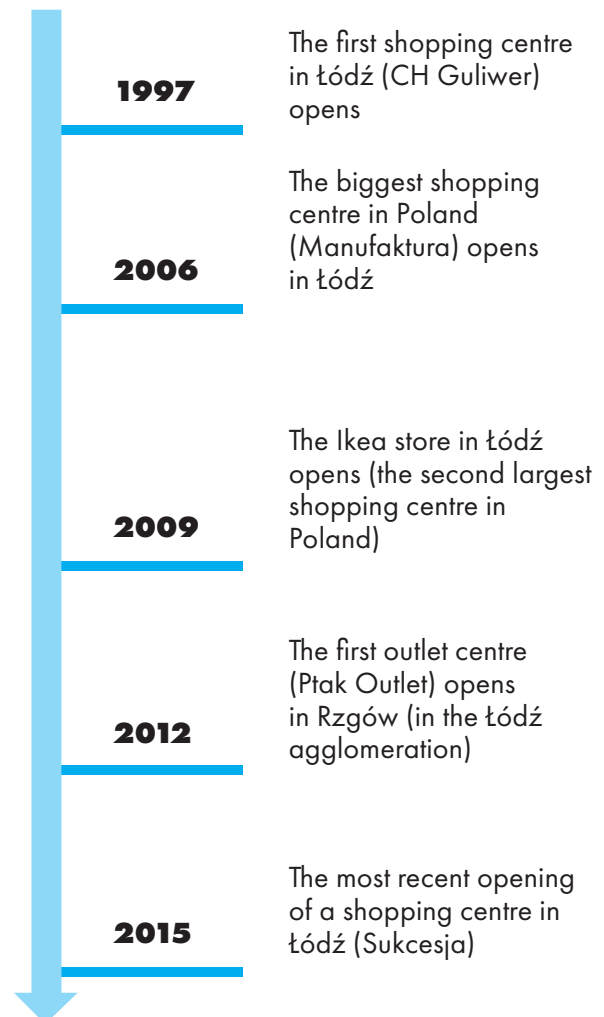 1997
The first shopping centre
in Łódź (CH Guliwer)
opens
2006
The biggest shopping
centre in Poland
(Manufaktura) opens
in Łódź
2009
The Ikea store in Łódź
opens (the second largest
shopping centre in
Poland)
2012
The first outlet centre
(Ptak Outlet) opens
in Rzgów (in the Łódź
agglomeration)
2015
The most recent opening
of a shopping centre in
Łódź (Sukcesja)